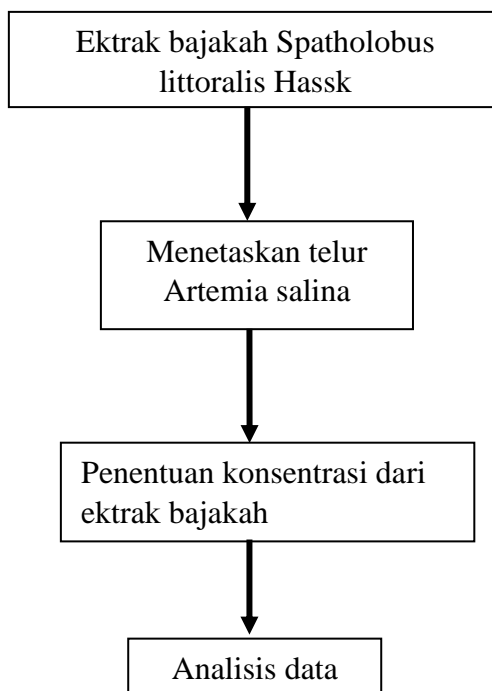 Ektrak bajakah Spatholobus
littoralis Hassk
Menetaskan telur
Artemia salina
Penentuan konsentrasi dari
ektrak bajakah
Analisis data